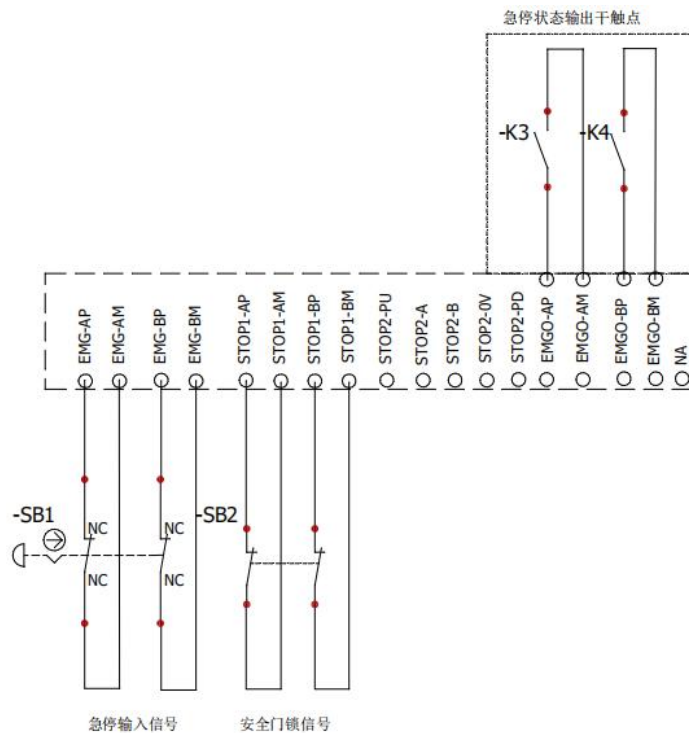 急停状态输出干触点
-K3
-K4
EMG-AP
EMG-AM
EMG-BP
EMG-BM
STOP1-AP
STOP1-AM
STOP1-BP
STOP1-BM
STOP2-PU
STOP2-A
STOP2-B
STOP2-0V
STOP2-PD
EMGO-AP
EMGO-AM
EMGO-BP
EMGO-BM
NA
-SB1
NC
NC
-SB2
NC
NC
急停输入信号
安全门锁信号